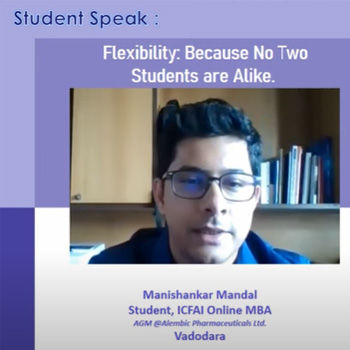 Student Speak :
Flexibility: Because No Two
Students are Alike.
Manishankar Mandal
Student, ICFAI Online MBA
AGM @Alembic Pharmaceuticals Ltd.
Vadodara